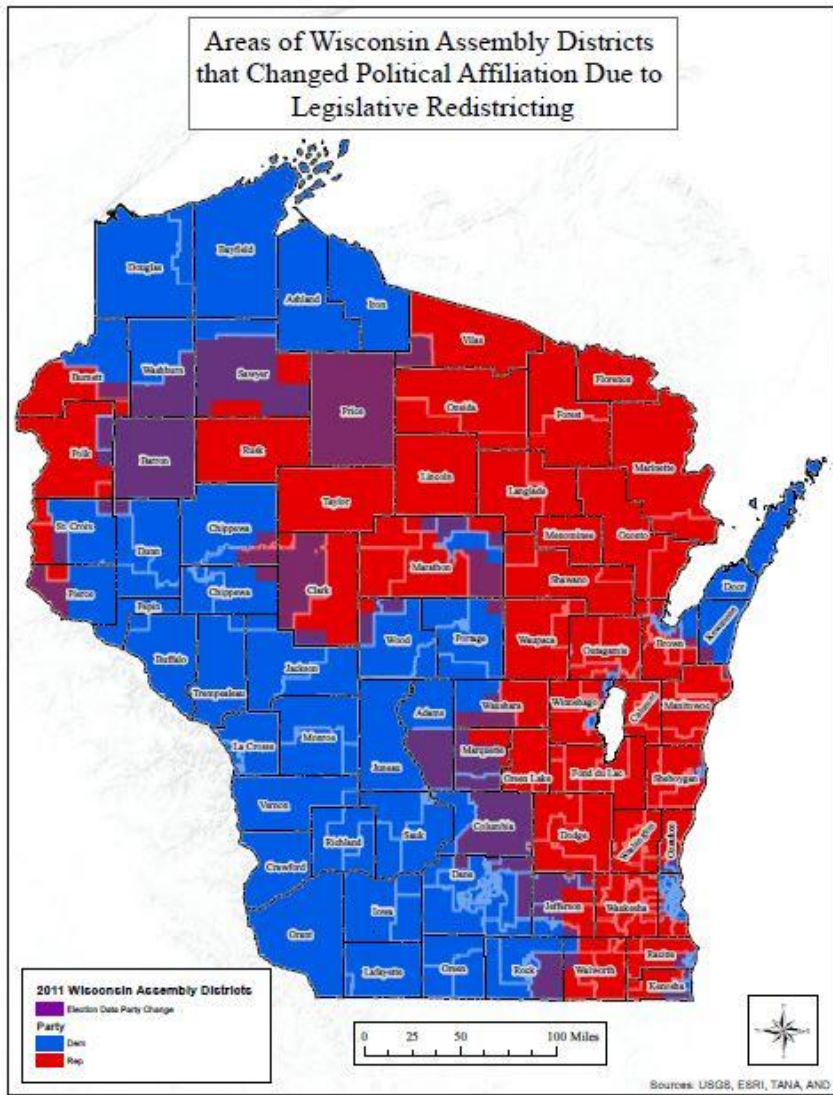 Areas of Wisconsin Assembly Districts
that Changed Political Affiliation Due to
Legislative Redistricting
Bayfield
Douglas
Ashland
Iron
Vilas
Burnett
Washburn
Sawyer
Florence
Price
Oneida
Forest
Polk
Barron
Rusk
Marinette
Lincoln
Langlade
Taylor
St. Croix
Chippewa
Dunn
Menominee
Oconto
Marathon
Shawano
Chippewa
Clark
Pierce
Door
Pepin
Kewaunee
Wood
Portage
Waupaca
Outagamie
Brown
Buffalo
Jackson
Trempealeau
Adams
Waushara
Winnebago
Calumet
Manitowoc
La Crosse
Monroe
Juneau
Marquette
Green Lake
Fond du Lac
Sheboygan
Vernon
Richland
Sauk
Columbia
Dodge
Washington
Ozaukee
Crawford
Dane
Iowa
Jefferson
Waukesha
Grant
Lafayette
Green
Rock
Walworth
Racine
Kenosha
2011 Wisconsin Assembly Districts
Election Data Party Change
Party
Dem
Rep
0 25 50 100 Miles
Sources: USGS, ESRI, TANA, AND